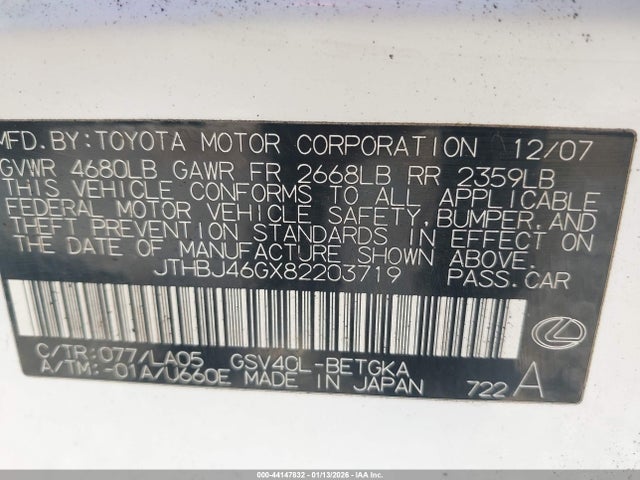 MFD.BY:TOYOTA MOTOR CORPORATION 12/07
GVWR 4680LB GAWR FR 2668LB RR 2359LB
THIS VEHICLE CONFORMS TO ALL APPLICABLE
FEDERAL MOTOR VEHICLE SAFETY,BUMPER,AND
THEFT PREVENTION STANDARDS IN EFFECT ON
THE DATE OF MANUFACTURE SHOWN ABOVE.
JTHBJ46GX82203719 PASS.CAR
C/TR:077/LA05 GSV40L-BETGKA
A/TM:-01A/U660E MADE IN JAPAN 722 A
000-44147832 - 01/13/2026 - © IAA Inc.